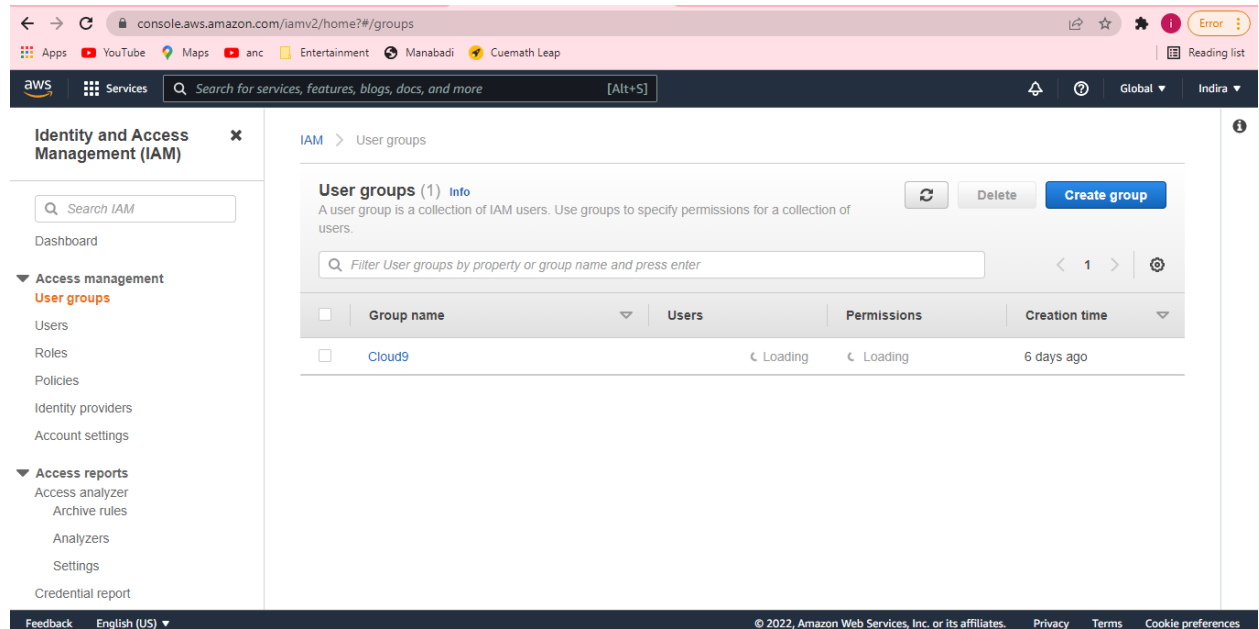 console.aws.amazon.com/iamv2/home?#/groups
i
Error
Apps YouTube Maps anc Entertainment Manabadi Cuemath Leap Reading list
aws Services Search for services, features, blogs, docs, and more [Alt+S] Global ▼ Indira ▼
Identity and Access
Management (IAM)
Search IAM
Dashboard
Access management
User groups
Users
Roles
Policies
Identity providers
Account settings
Access reports
Access analyzer
Archive rules
Analyzers
Settings
Credential report
IAM > User groups
User groups (1) Info
A user group is a collection of IAM users. Use groups to specify permissions for a collection of
users.
Delete
Create group
Filter User groups by property or group name and press enter
< 1 >
Group name Users Permissions Creation time
Cloud9 Loading Loading 6 days ago
Feedback English (US) ▼ © 2022, Amazon Web Services, Inc. or its affiliates. Privacy Terms Cookie preferences